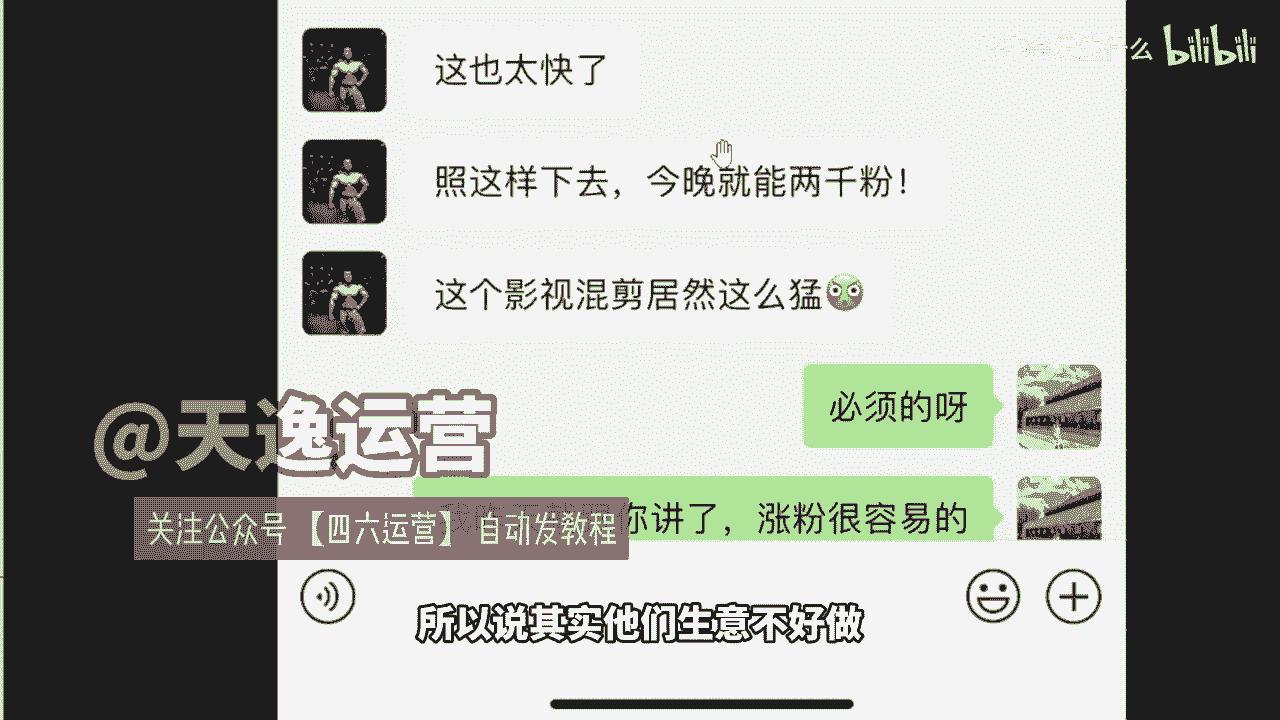 这也太快了
么 bilibili
照这样下去，今晚就能两千粉！
这个影视混剪居然这么猛
必须的呀
@天逸运营
你讲了，涨粉很容易的
关注公众号【四六运营】自动发教程
所以说其实他们生意不好做